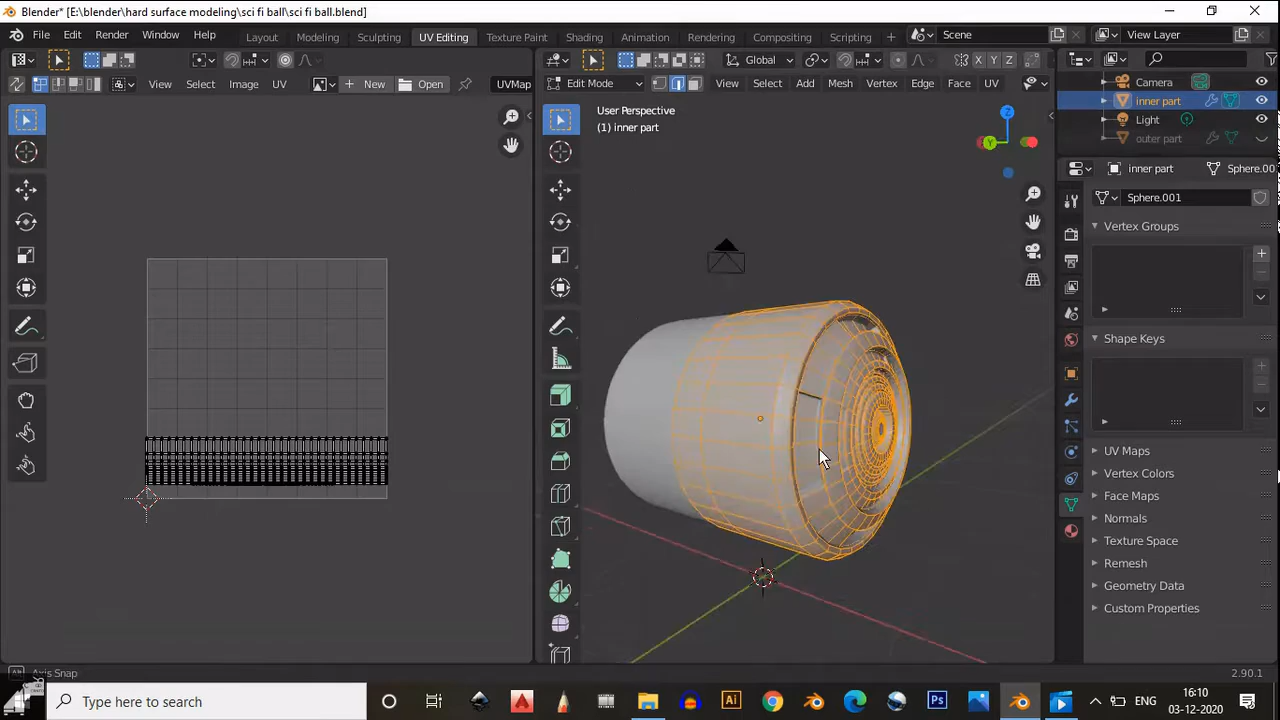 Blender* [E:\blender\hard surface modeling\sci fi ball\sci fi ball.blend]
File Edit Render Window Help Layout Modeling Sculpting UV Editing Texture Paint Shading Animation Rendering Compositing Scripting + Scene View Layer
Global X Y Z
View Select Image UV New Open UVMap Edit Mode View Select Add Mesh Vertex Edge Face UV
Camera
inner part
Light
outer part
User Perspective
(1) inner part
Z
Y
inner part Sphere.00
Sphere.001
Vertex Groups
Shape Keys
UV Maps
Vertex Colors
Face Maps
Normals
Texture Space
Remesh
Geometry Data
Custom Properties
Alt Axis Snap 2.90.1
Type here to search
Ai Ps
ENG 16:10
03-12-2020